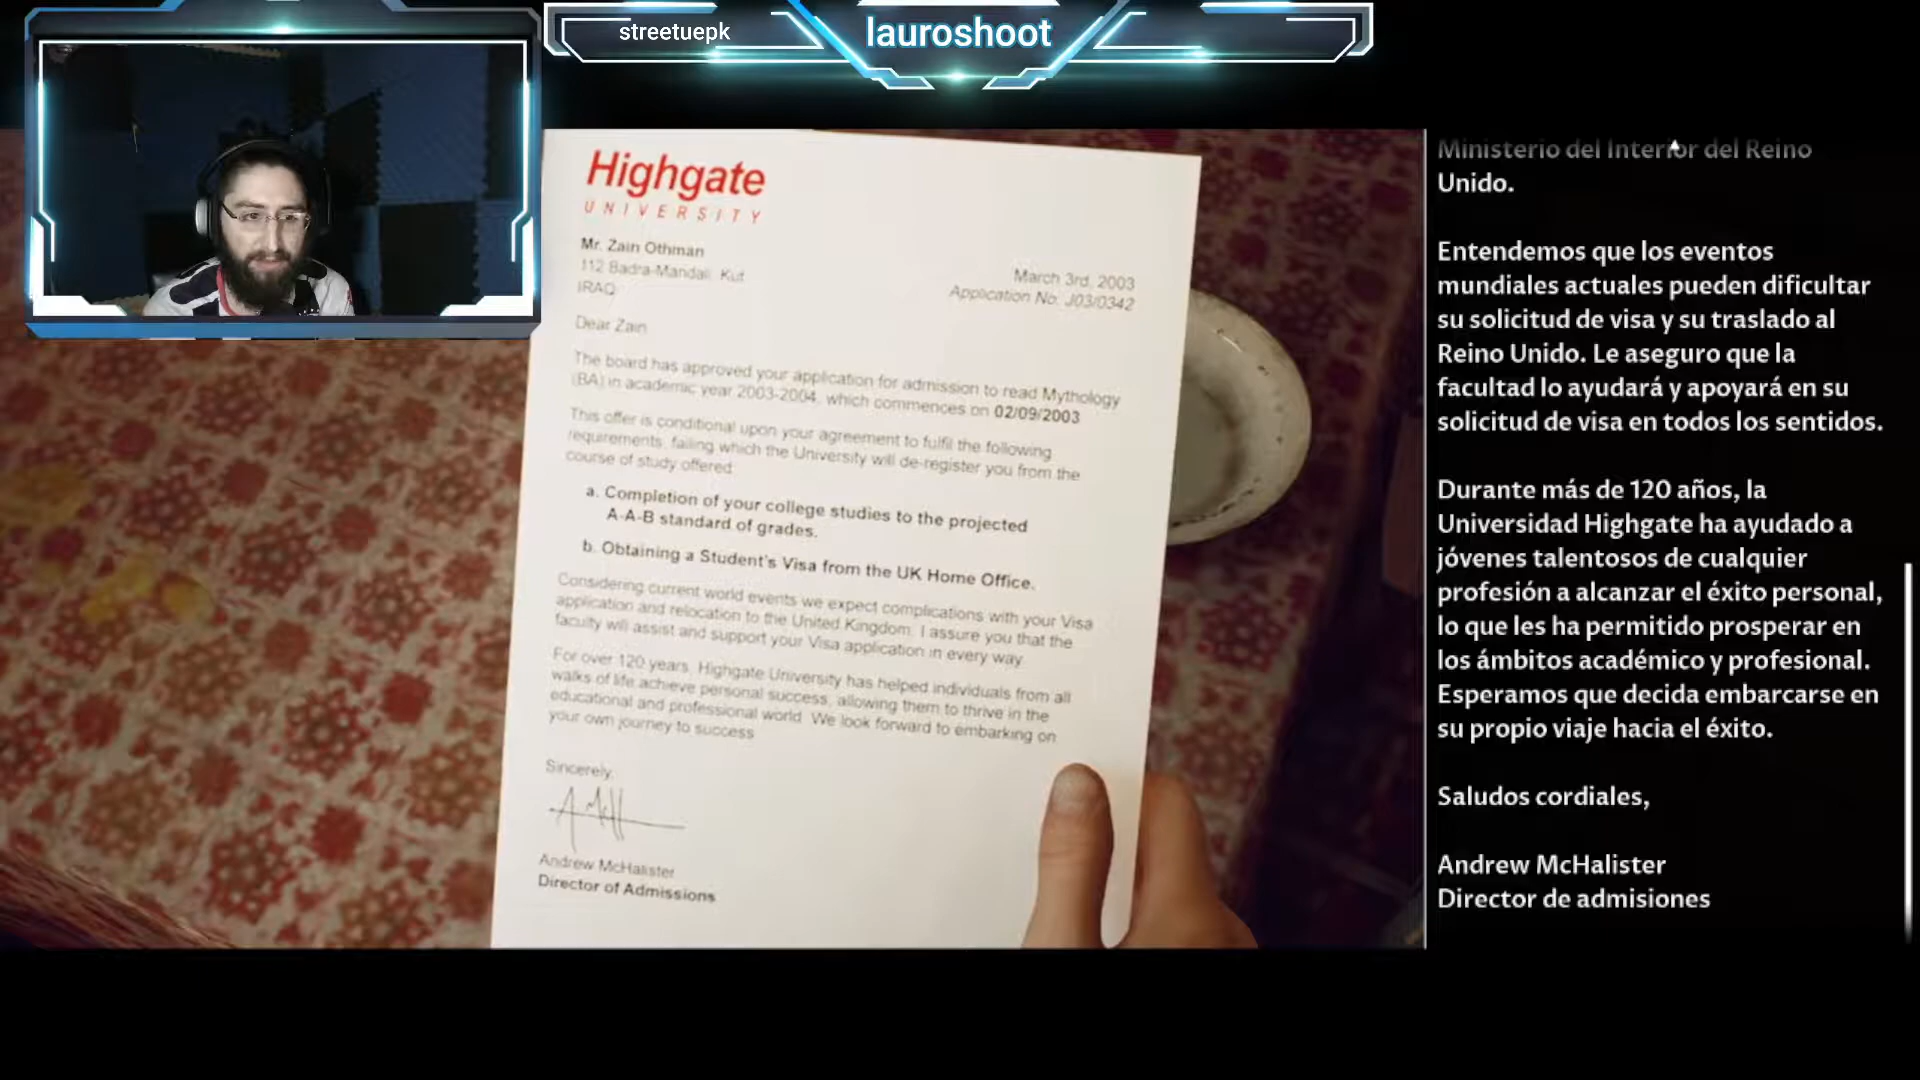 streetuepk
lauroshoot
Highgate
UNIVERSITY
Mr. Zain Othman
112 Badra-Mandali, Kut
IRAQ
March 3rd, 2003
Application No. J03/0342
Dear Zain
The board has approved your application for admission to read Mythology
(BA) in academic year 2003-2004, which commences on 02/09/2003
This offer is conditional upon your agreement to fulfil the following
requirements, failing which the University will de-register you from the
course of study offered
a. Completion of your college studies to the projected
A-A-B standard of grades.
b. Obtaining a Student's Visa from the UK Home Office.
Considering current world events we expect complications with your Visa
application and relocation to the United Kingdom. I assure you that the
faculty will assist and support your Visa application in every way
For over 120 years, Highgate University has helped individuals from all
walks of life achieve personal success, allowing them to thrive in the
educational and professional world. We look forward to embarking on
your own journey to success
Sincerely,
Andrew McHalister
Director of Admissions
Ministerio del Interior del Reino
Unido.
Entendemos que los eventos
mundiales actuales pueden dificultar
su solicitud de visa y su traslado al
Reino Unido. Le aseguro que la
facultad lo ayudará y apoyará en su
solicitud de visa en todos los sentidos.
Durante más de 120 años, la
Universidad Highgate ha ayudado a
jóvenes talentosos de cualquier
profesión a alcanzar el éxito personal,
lo que les ha permitido prosperar en
los ámbitos académico y profesional.
Esperamos que decida embarcarse en
su propio viaje hacia el éxito.
Saludos cordiales,
Andrew McHalister
Director de admisiones